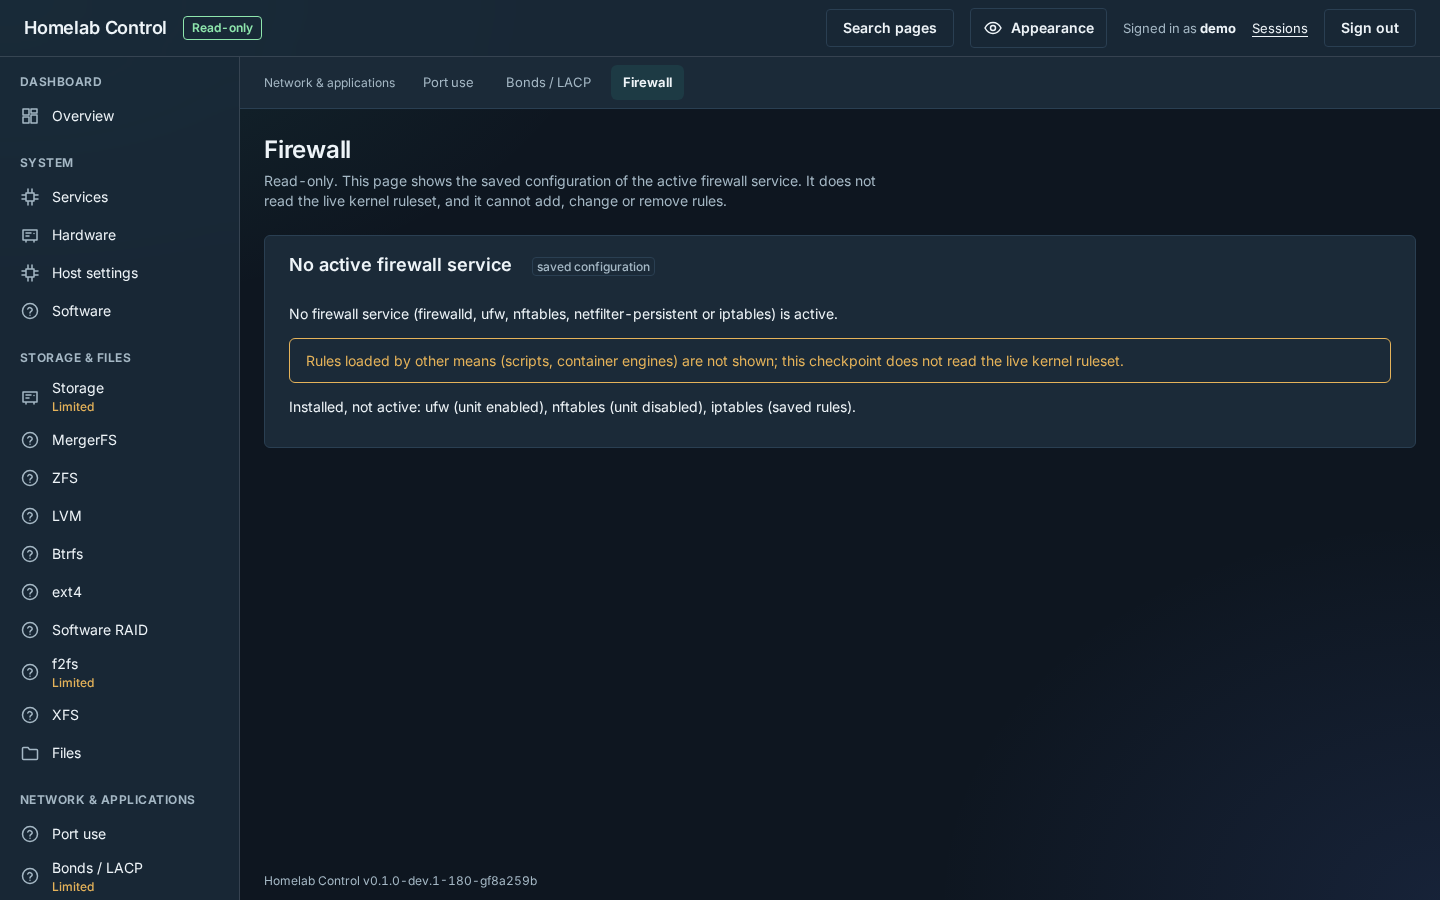 Homelab Control
Read-only
Search pages
Appearance
Signed in as demo
Sessions
Sign out
DASHBOARD
Overview
SYSTEM
Services
Hardware
Host settings
Software
STORAGE & FILES
Storage
Limited
MergerFS
ZFS
LVM
Btrfs
ext4
Software RAID
f2fs
Limited
XFS
Files
NETWORK & APPLICATIONS
Port use
Bonds / LACP
Limited
Network & applications
Port use
Bonds / LACP
Firewall
Firewall
Read-only. This page shows the saved configuration of the active firewall service. It does not
read the live kernel ruleset, and it cannot add, change or remove rules.
No active firewall service
saved configuration
No firewall service (firewalld, ufw, nftables, netfilter-persistent or iptables) is active.
Rules loaded by other means (scripts, container engines) are not shown; this checkpoint does not read the live kernel ruleset.
Installed, not active: ufw (unit enabled), nftables (unit disabled), iptables (saved rules).
Homelab Control v0.1.0-dev.1-180-gf8a259b